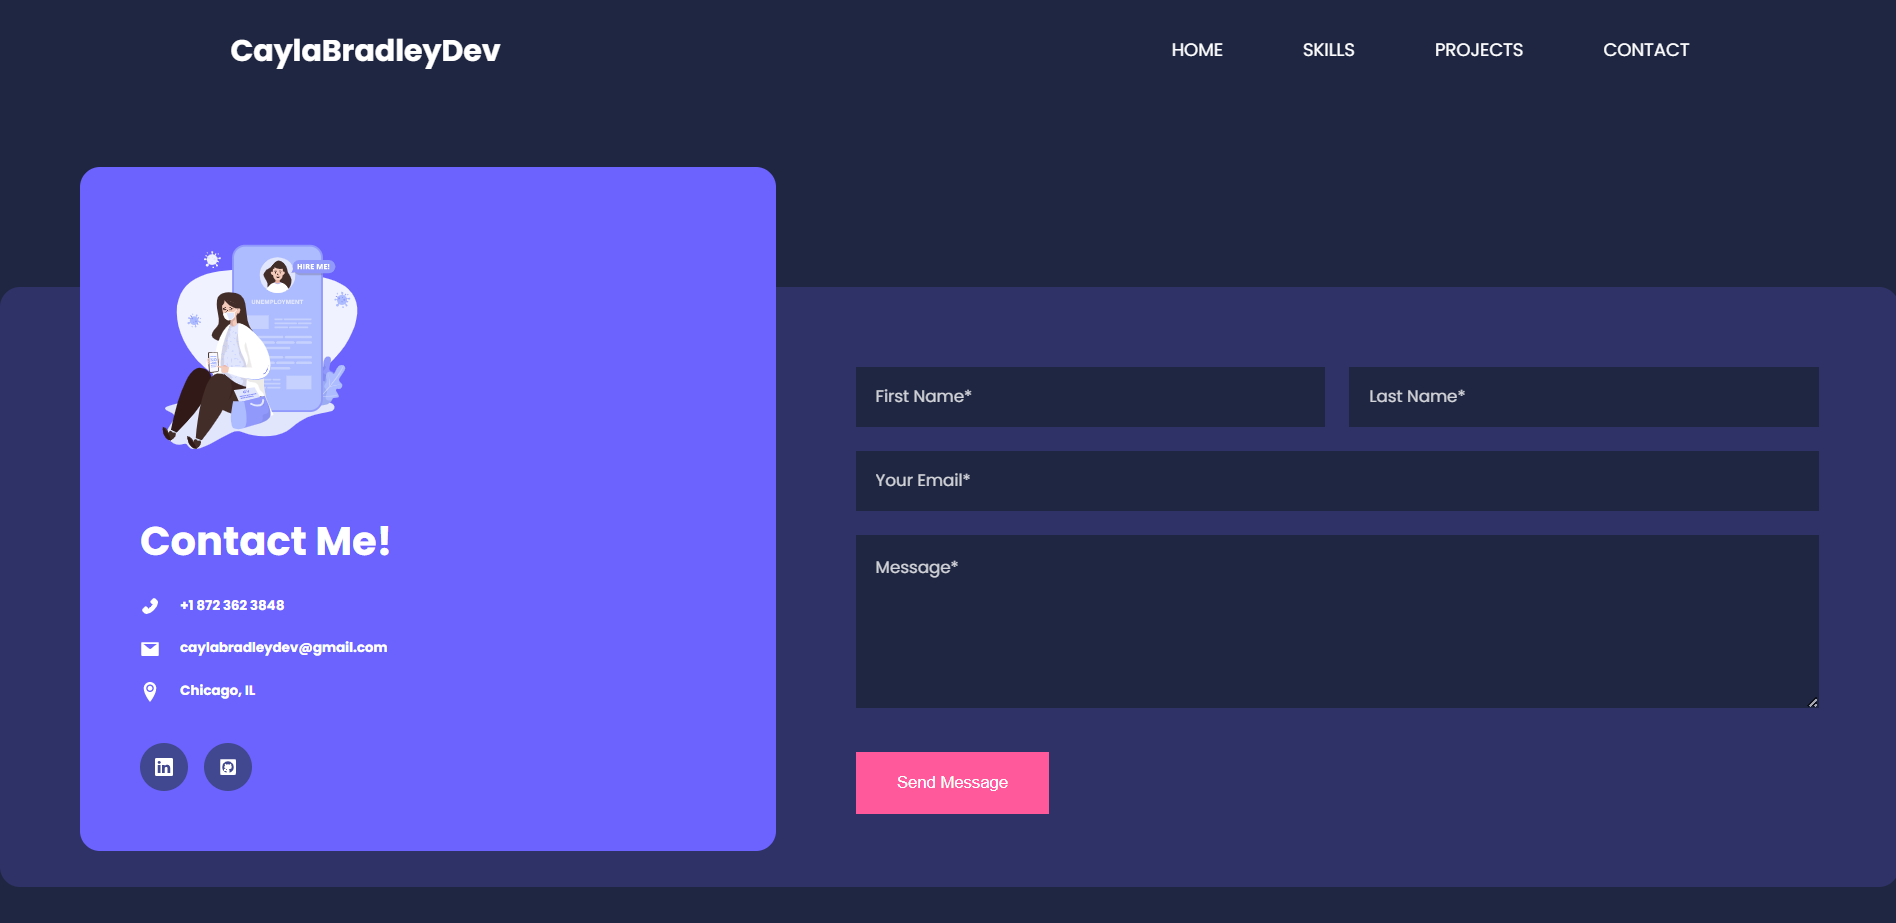 CaylaBradleyDev
HOME
SKILLS
PROJECTS
CONTACT
HIRE ME!
UNEMPLOYMENT
Contact Me!
+1 872 362 3848
caylabradleydev@gmail.com
Chicago, IL
in
First Name*
Last Name*
Your Email*
Message*
Send Message